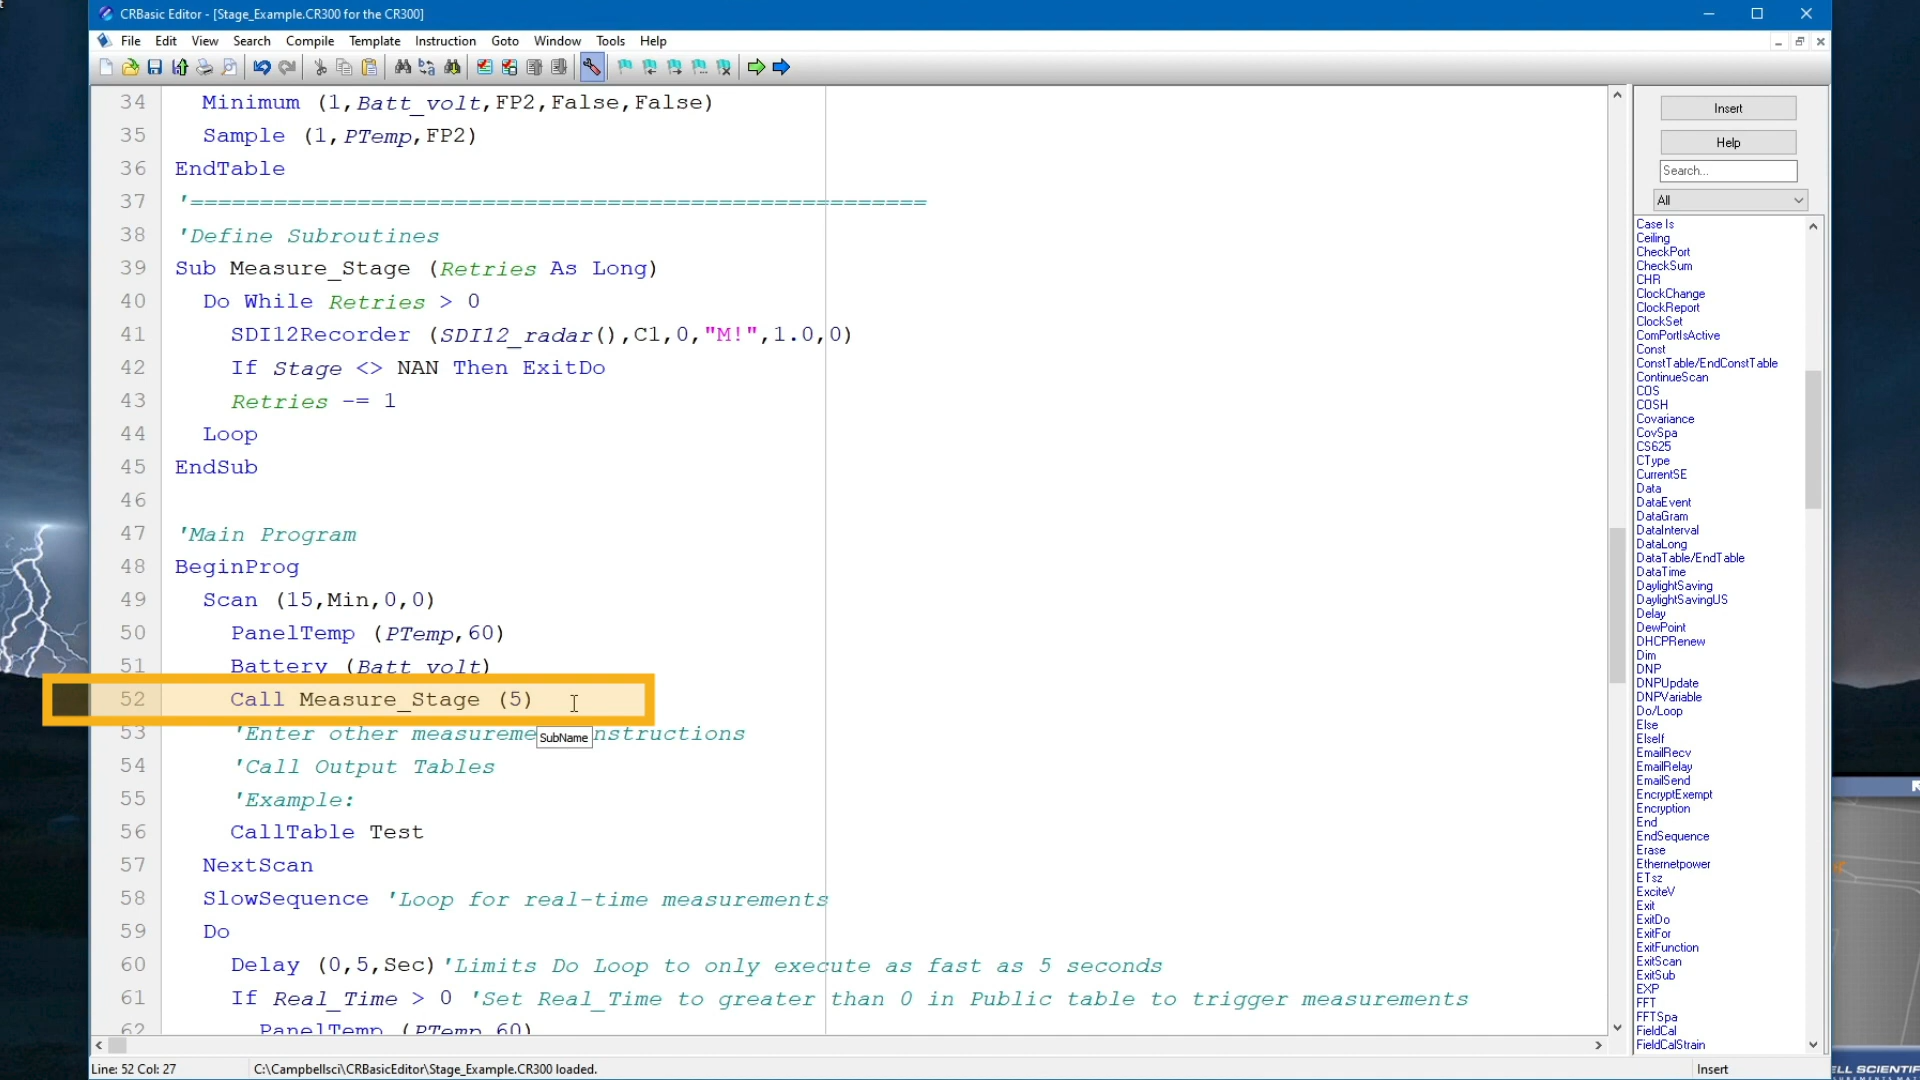 CRBasic Editor - [Stage_Example.CR300 for the CR300]
File Edit View Search Compile Template Instruction Goto Window Tools Help
34 Minimum (1,Batt_volt,FP2,False,False)
35 Sample (1,PTemp,FP2)
36 EndTable
37 '=====================================================
38 'Define Subroutines
39 Sub Measure_Stage (Retries As Long)
40 Do While Retries > 0
41 SDI12Recorder (SDI12_radar(),C1,0,"M!",1.0,0)
42 If Stage <> NAN Then ExitDo
43 Retries -= 1
44 Loop
45 EndSub
46
47 'Main Program
48 BeginProg
49 Scan (15,Min,0,0)
50 PanelTemp (PTemp,60)
51 Battery (Batt_volt)
52 Call Measure_Stage (5)
53 'Enter other measureme nstructions
SubName
54 'Call Output Tables
55 'Example:
56 CallTable Test
57 NextScan
58 SlowSequence 'Loop for real-time measurements
59 Do
60 Delay (0,5,Sec)'Limits Do Loop to only execute as fast as 5 seconds
61 If Real_Time > 0 'Set Real_Time to greater than 0 in Public table to trigger measurements
62 PanelTemp (PTemp,60)
Insert
Help
Search...
All
Case Is
Ceiling
CheckPort
CheckSum
CHR
ClockChange
ClockReport
ClockSet
ComPortIsActive
Const
ConstTable/EndConstTable
ContinueScan
COS
COSH
Covariance
CovSpa
CS625
CType
CurrentSE
Data
DataEvent
DataGram
DataInterval
DataLong
DataTable/EndTable
DataTime
DaylightSaving
DaylightSavingUS
Delay
DewPoint
DHCPRenew
Dim
DNP
DNPUpdate
DNPVariable
Do/Loop
Else
ElseIf
EmailRecv
EmailRelay
EmailSend
EncryptExempt
Encryption
End
EndSequence
Erase
Ethernetpower
ETsz
ExciteV
Exit
ExitDo
ExitFor
ExitFunction
ExitScan
ExitSub
EXP
FFT
FFTSpa
FieldCal
FieldCalStrain
Line: 52 Col: 27
C:\Campbellsci\CRBasicEditor\Stage_Example.CR300 loaded.
Insert